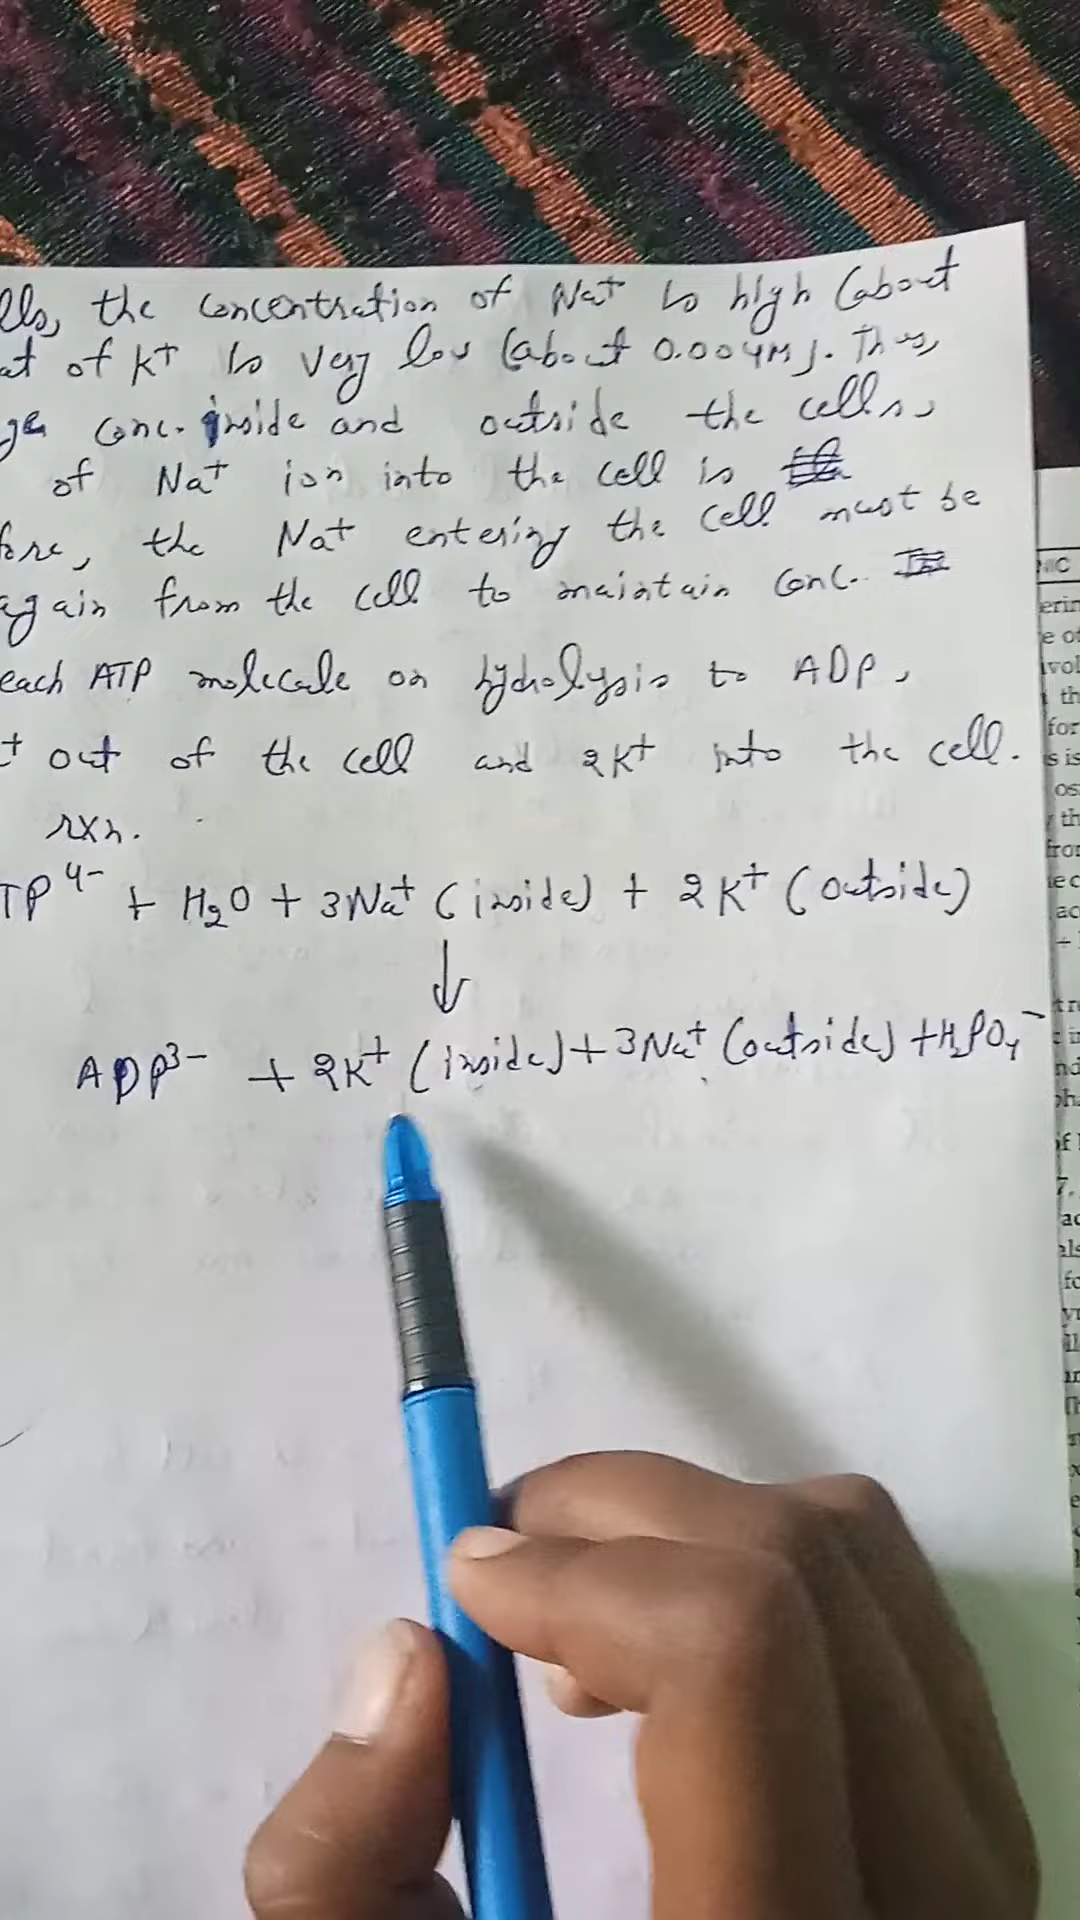 the concentration of Na+ is high (about
of K+ is very low (about 0.004M). Thus,
conc. inside and outside the cells,
of Na+ ion into the cell is
the Na+ entering the cell must be
again from the cell to maintain conc.
each ATP molecule on hydrolysis to ADP,
out of the cell and 2K+ into the cell.
rxn.
TP⁴⁻ + H₂O + 3Na⁺ (inside) + 2K⁺ (outside)
↓
ADP³⁻ + 2K⁺ (inside) + 3Na⁺ (outside) + H₂PO₄⁻